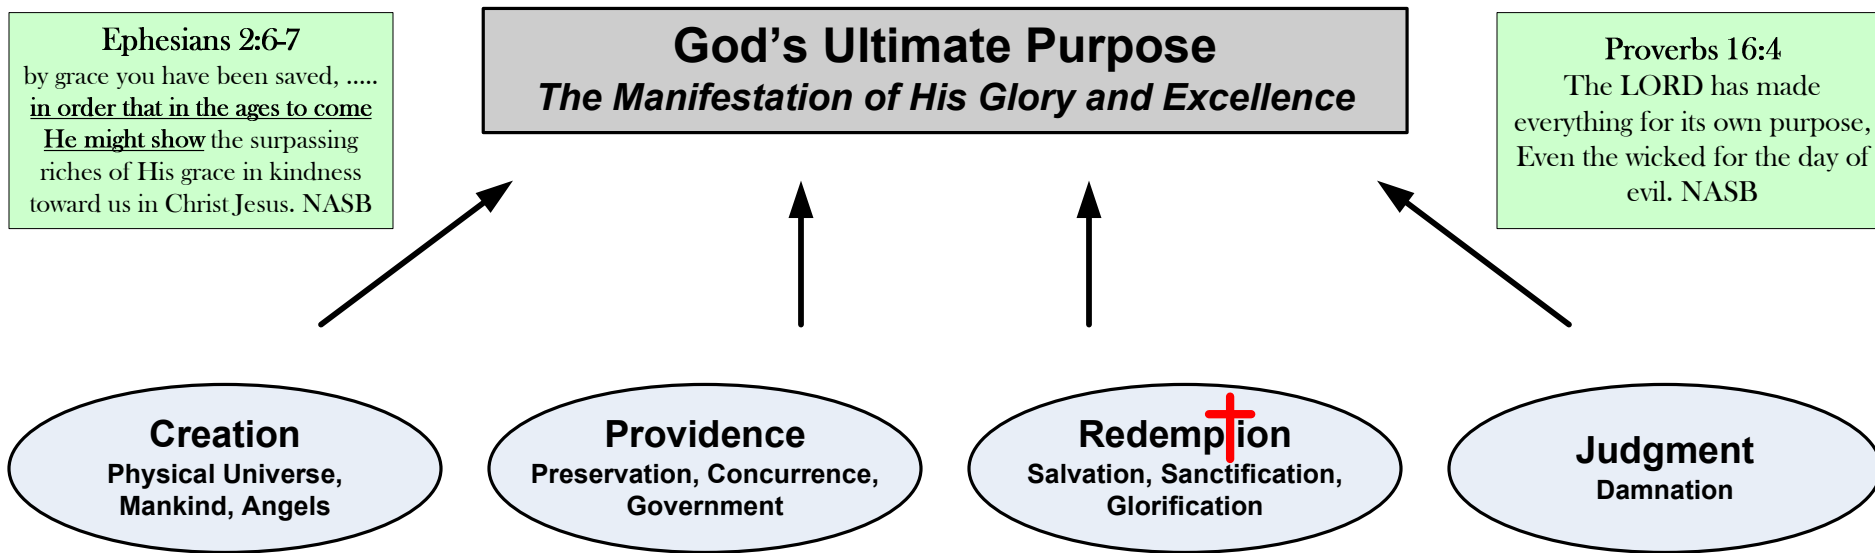 Ephesians 2:6-7
by grace you have been saved, .....
in order that in the ages to come
He might show the surpassing
riches of His grace in kindness
toward us in Christ Jesus. NASB
God's Ultimate Purpose
The Manifestation of His Glory and Excellence
Proverbs 16:4
The LORD has made
everything for its own purpose,
Even the wicked for the day of
evil. NASB
Creation
Physical Universe,
Mankind, Angels
Providence
Preservation, Concurrence,
Government
Redemption
Salvation, Sanctification,
Glorification
Judgment
Damnation